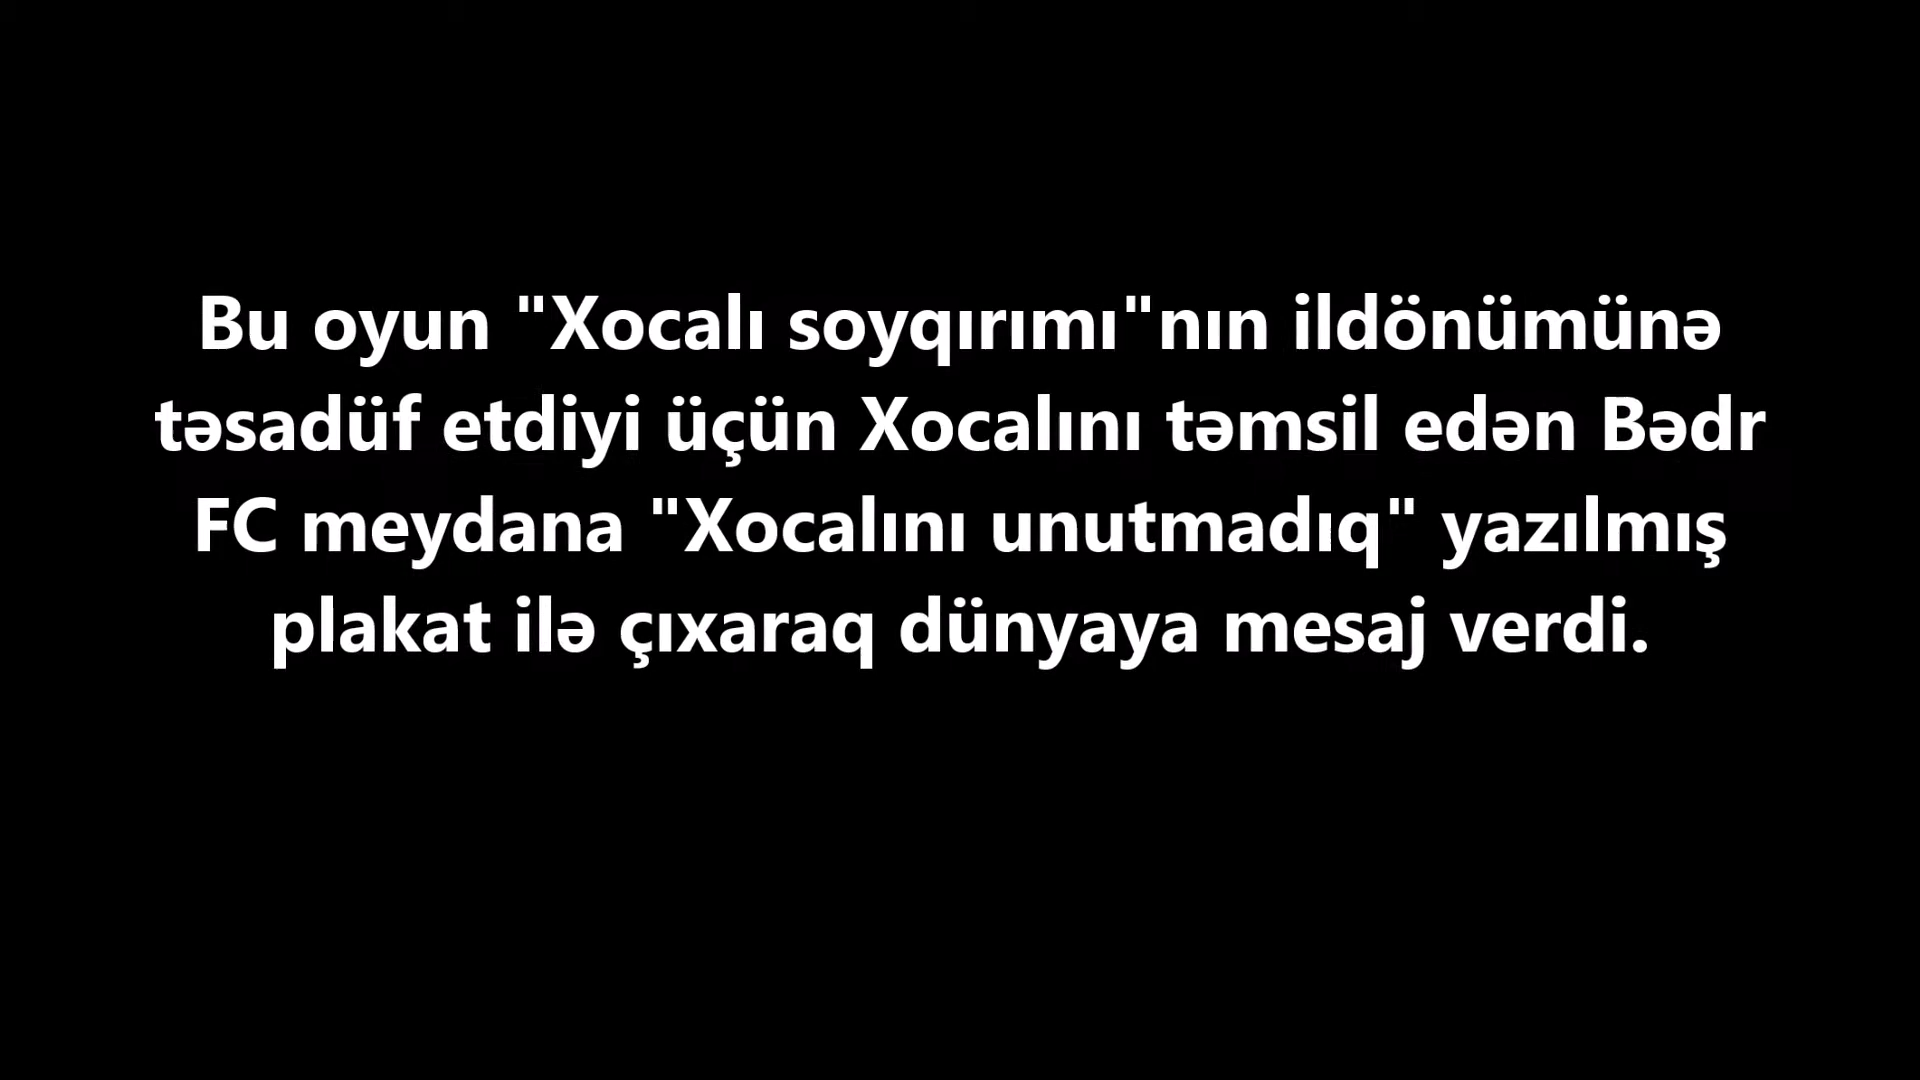 Bu oyun "Xocalı soyqırımı"nın ildönümünə
təsadüf etdiyi üçün Xocalını təmsil edən Bədr
FC meydana "Xocalını unutmadıq" yazılmış
plakat ilə çıxaraq dünyaya mesaj verdi.